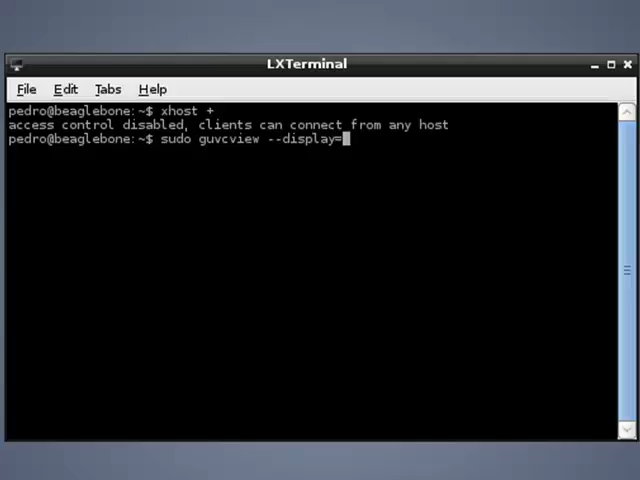 LXTerminal
File Edit Tabs Help
pedro@beaglebone:~$ xhost +
access control disabled, clients can connect from any host
pedro@beaglebone:~$ sudo guvcview --display=